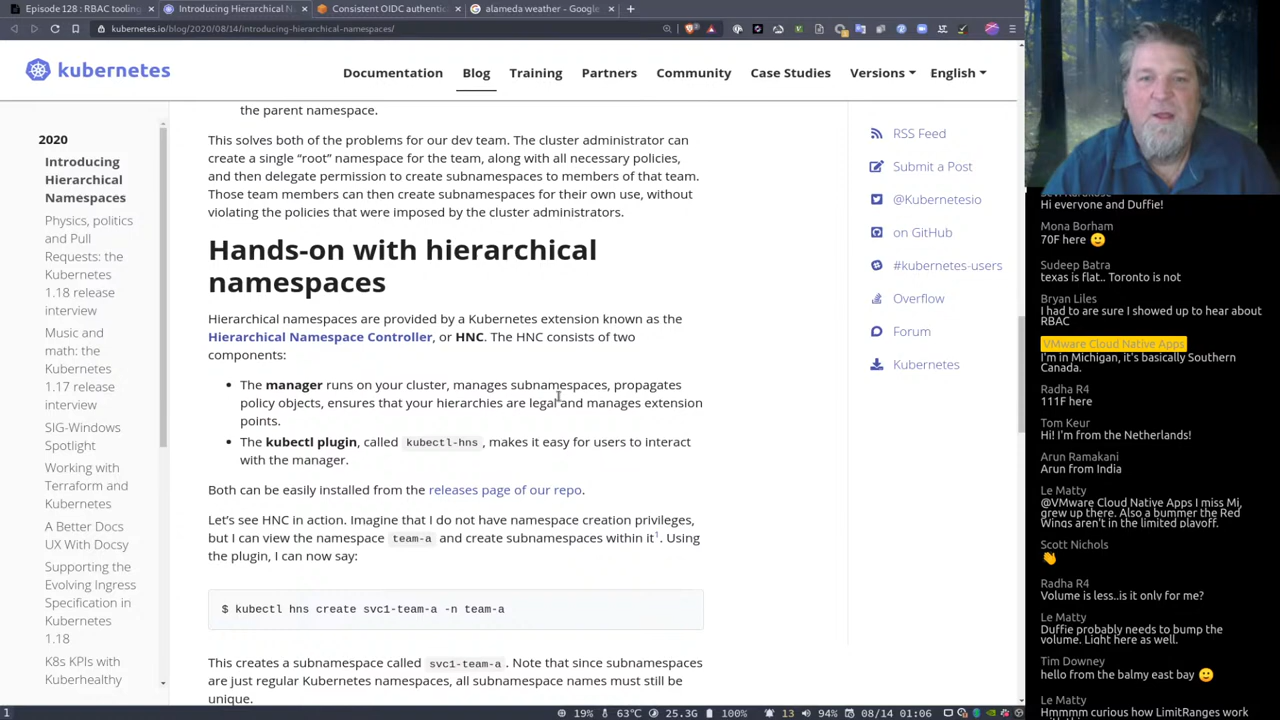 Episode 128 : RBAC tooling
Introducing Hierarchical N
Consistent OIDC authentic
alameda weather - Google
kubernetes.io/blog/2020/08/14/introducing-hierarchical-namespaces/
kubernetes
Documentation
Blog
Training
Partners
Community
Case Studies
Versions
English
2020
Introducing
Hierarchical
Namespaces
Physics, politics
and Pull
Requests: the
Kubernetes
1.18 release
interview
Music and
math: the
Kubernetes
1.17 release
interview
SIG-Windows
Spotlight
Working with
Terraform and
Kubernetes
A Better Docs
UX With Docsy
Supporting the
Evolving Ingress
Specification in
Kubernetes
1.18
K8s KPIs with
Kuberhealthy
the parent namespace.
This solves both of the problems for our dev team. The cluster administrator can
create a single “root” namespace for the team, along with all necessary policies,
and then delegate permission to create subnamespaces to members of that team.
Those team members can then create subnamespaces for their own use, without
violating the policies that were imposed by the cluster administrators.
Hands-on with hierarchical
namespaces
Hierarchical namespaces are provided by a Kubernetes extension known as the
Hierarchical Namespace Controller, or HNC. The HNC consists of two
components:
• The manager runs on your cluster, manages subnamespaces, propagates
policy objects, ensures that your hierarchies are legal and manages extension
points.
• The kubectl plugin, called kubectl-hns, makes it easy for users to interact
with the manager.
Both can be easily installed from the releases page of our repo.
Let’s see HNC in action. Imagine that I do not have namespace creation privileges,
but I can view the namespace team-a and create subnamespaces within it1. Using
the plugin, I can now say:
$ kubectl hns create svc1-team-a -n team-a
This creates a subnamespace called svc1-team-a. Note that since subnamespaces
are just regular Kubernetes namespaces, all subnamespace names must still be
unique.
RSS Feed
Submit a Post
@Kubernetesio
on GitHub
#kubernetes-users
Overflow
Forum
Kubernetes
Hi everyone and Duffie!
Mona Borham
70F here 🙂
Sudeep Batra
texas is flat.. Toronto is not
Bryan Liles
I had to are sure I showed up to hear about
RBAC
VMware Cloud Native Apps
I'm in Michigan, it's basically Southern
Canada.
Radha R4
111F here
Tom Keur
Hi! I'm from the Netherlands!
Arun Ramakani
Arun from India
Le Matty
@VMware Cloud Native Apps I miss Mi,
grew up there. Also a bummer the Red
Wings aren't in the limited playoff.
Scott Nichols
👏
Radha R4
Volume is less..is it only for me?
Le Matty
Duffie probably needs to bump the
volume. Light here as well.
Tim Downey
hello from the balmy east bay 🙂
Le Matty
Hmmmm curious how LimitRanges work
1
19% 63°C 25.3G 100% 13 94% 08/14 01:06